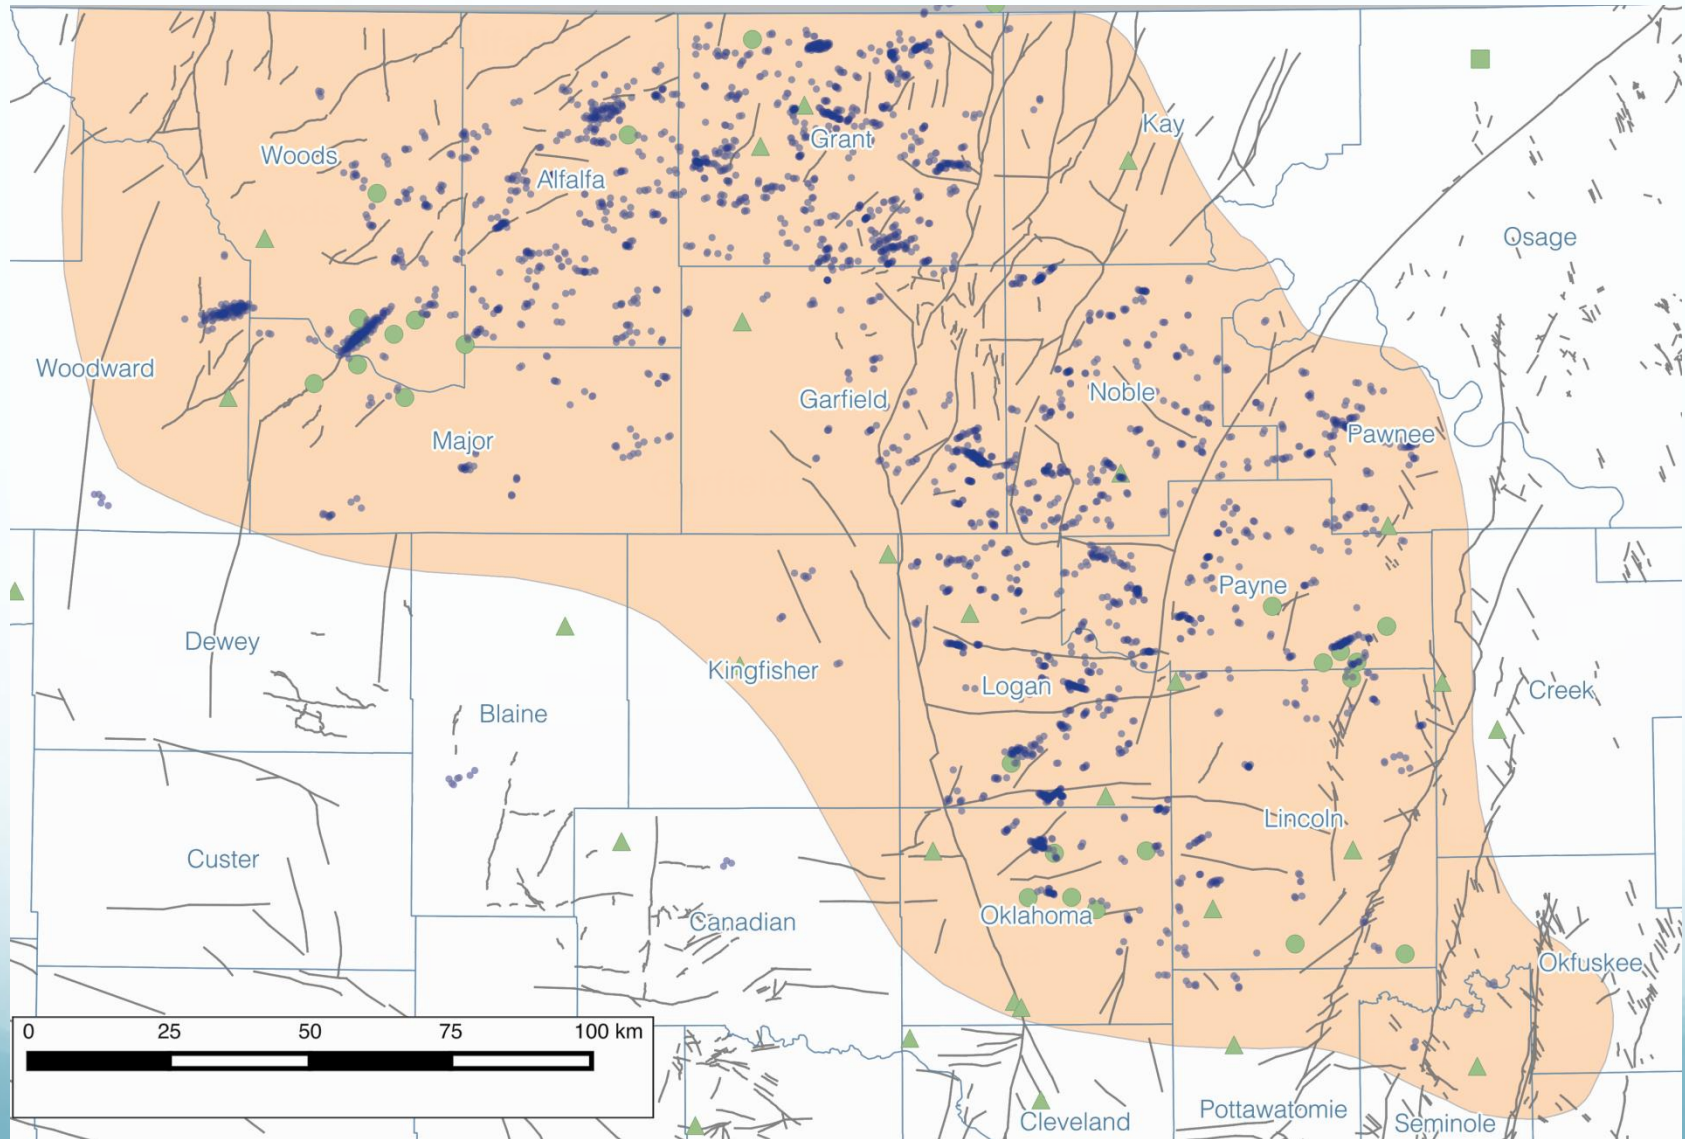 Kay
Grant
Woods
Alfalfa
Osage
Woodward
Noble
Garfield
Pawnee
Major
Payne
Dewey
Kingfisher
Logan
Creek
Blaine
Lincoln
Custer
Oklahoma
Canadian
Okfuskee
0 25 50 75 100 km
Pottawatomie
Cleveland
Seminole